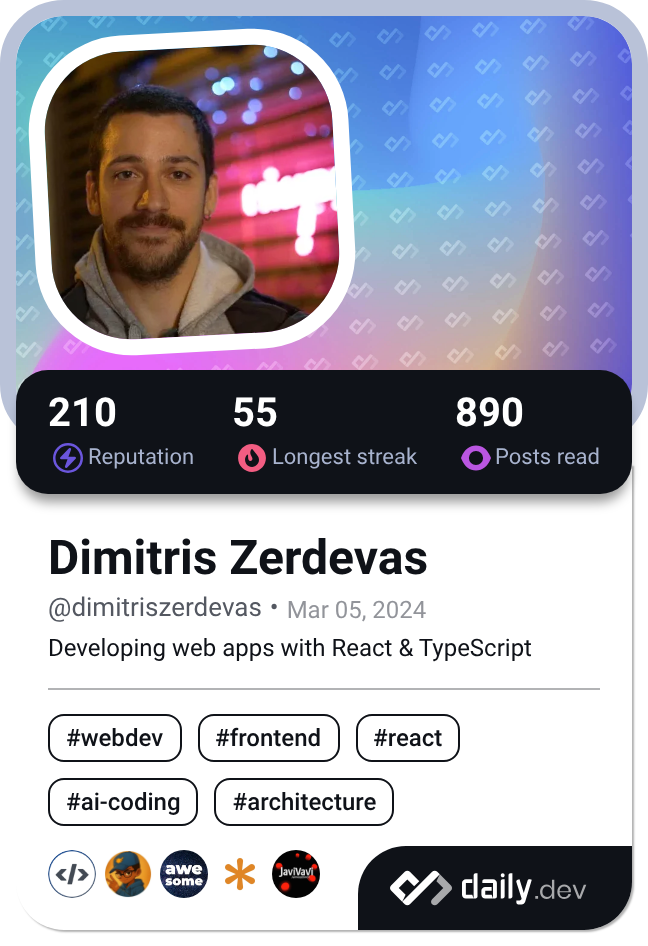 210 55 890
Reputation Longest streak Posts read
Dimitris Zerdevas
@dimitriszerdevas • Mar 05, 2024
Developing web apps with React & TypeScript
#webdev #frontend #react
#ai-coding #architecture
</> awe some JaviVavi
daily.dev